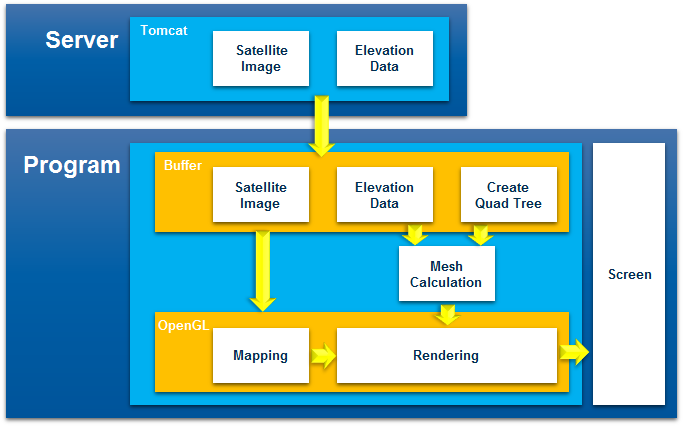 Server
Tomcat
Satellite
Image
Elevation
Data
Program
Buffer
Satellite
Image
Elevation
Data
Create
Quad Tree
Mesh
Calculation
Screen
OpenGL
Mapping
Rendering